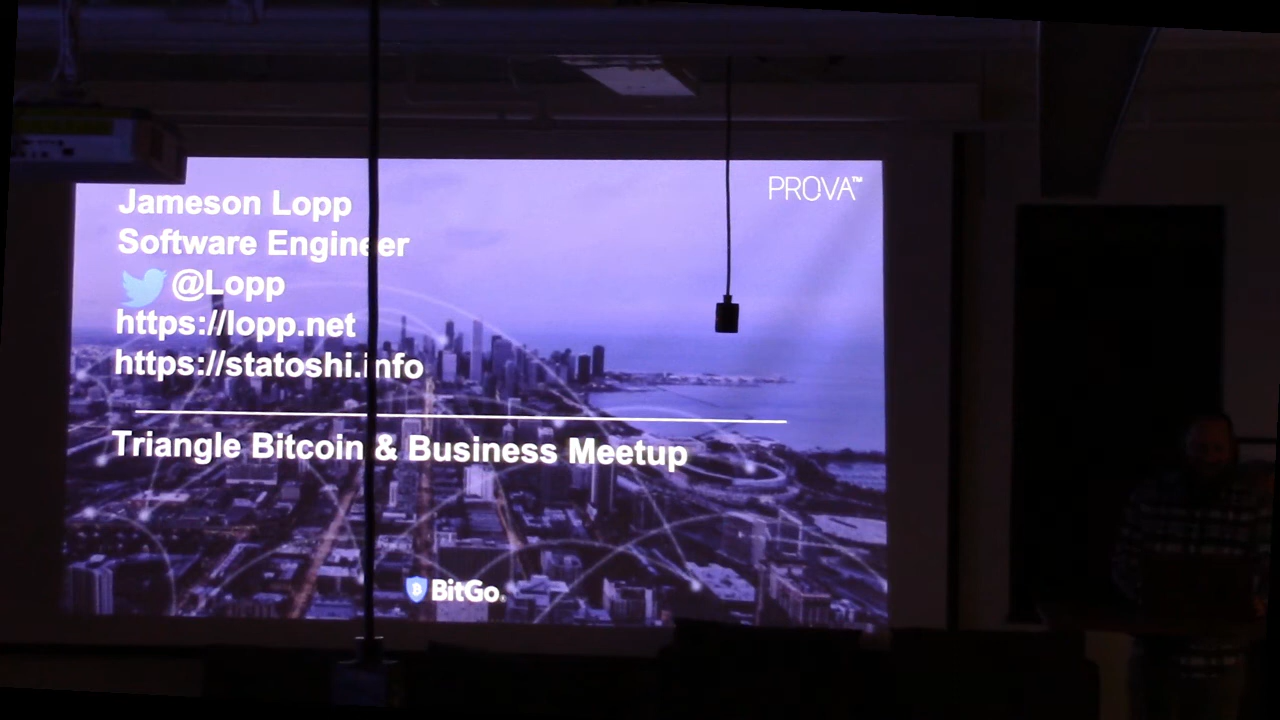 PROVA™
Jameson Lopp
Software Engineer
@Lopp
https://lopp.net
https://statoshi.info
Triangle Bitcoin & Business Meetup
BitGo